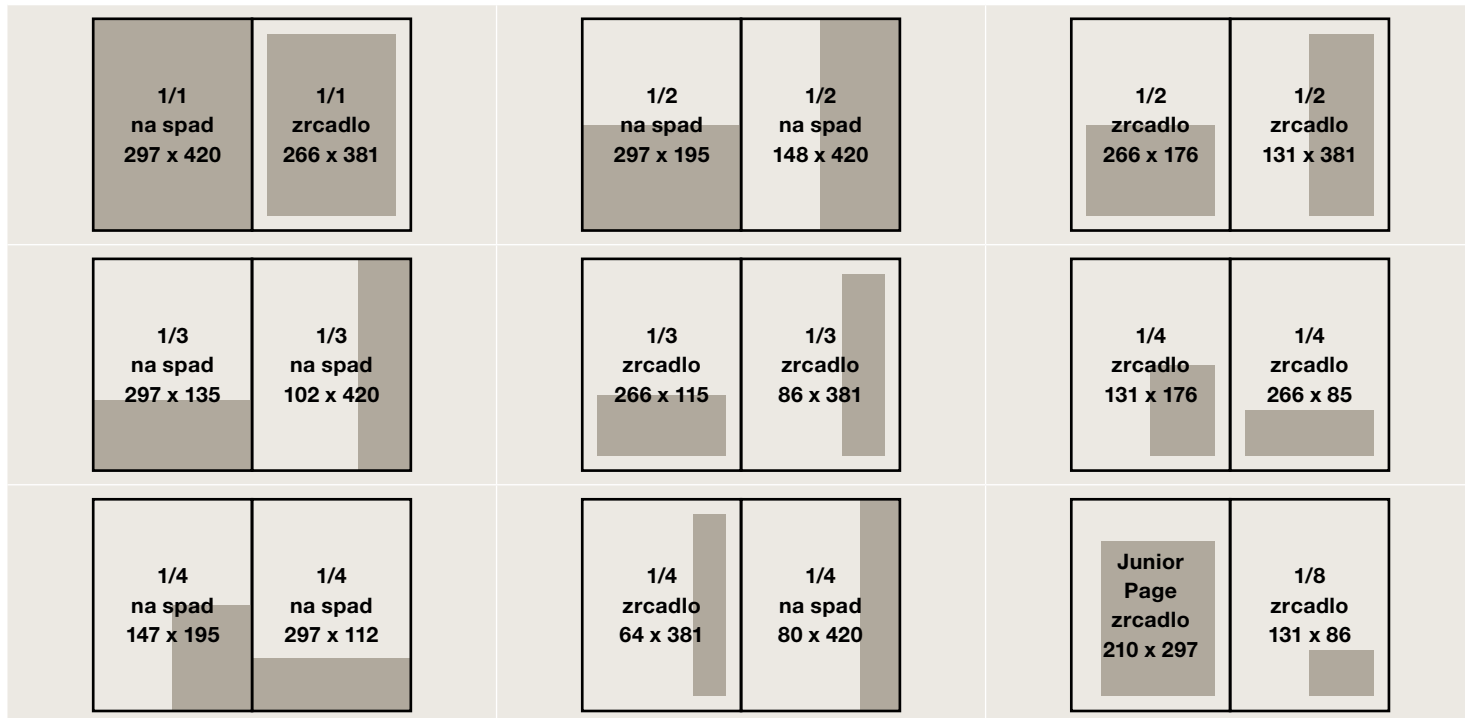 1/1
na spad
297 x 420
1/1
zrcadlo
266 x 381
1/2
na spad
297 x 195
1/2
na spad
148 x 420
1/2
zrcadlo
266 x 176
1/2
zrcadlo
131 x 381
1/3
na spad
297 x 135
1/3
na spad
102 x 420
1/3
zrcadlo
266 x 115
1/3
zrcadlo
86 x 381
1/4
zrcadlo
131 x 176
1/4
zrcadlo
266 x 85
1/4
na spad
147 x 195
1/4
na spad
297 x 112
1/4
zrcadlo
64 x 381
1/4
na spad
80 x 420
Junior
Page
zrcadlo
210 x 297
1/8
zrcadlo
131 x 86